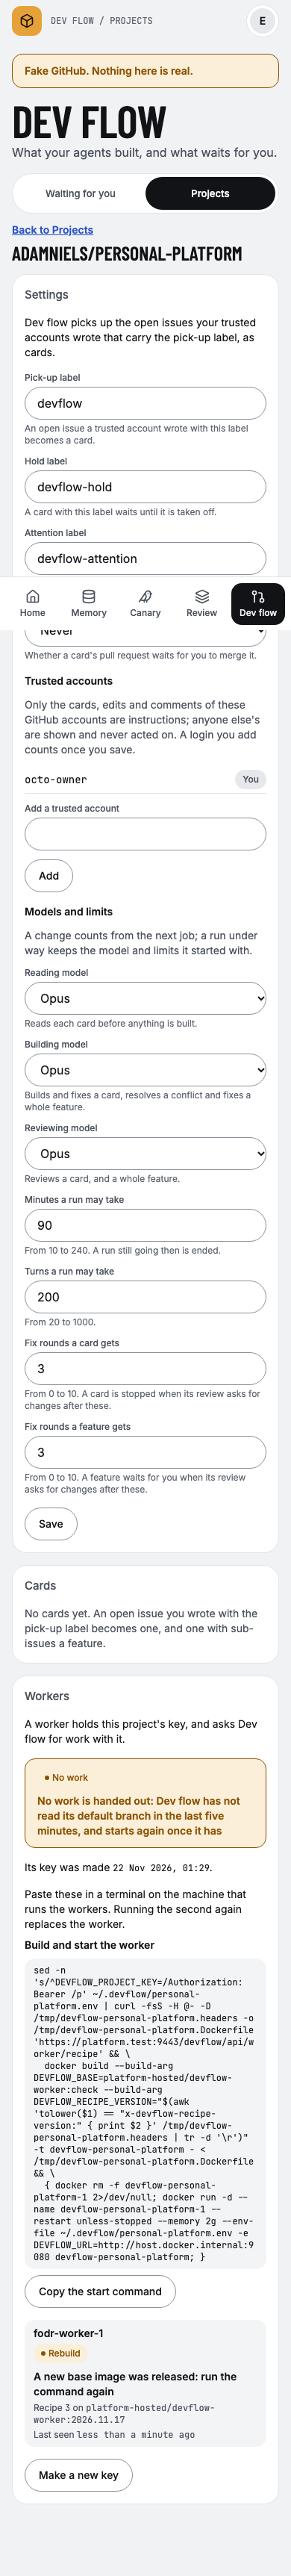 DEV FLOW / PROJECTS
E
Fake GitHub. Nothing here is real.
DEV FLOW
What your agents built, and what waits for you.
Waiting for you
Projects
Back to Projects
ADAMNIELS/PERSONAL-PLATFORM
Settings
Dev flow picks up the open issues your trusted
accounts wrote that carry the pick-up label, as
cards.
Pick-up label
devflow
An open issue a trusted account wrote with this label
becomes a card.
Hold label
devflow-hold
A card with this label waits until it is taken off.
Attention label
devflow-attention
Home
Memory
Canary
Review
Dev flow
Never
Whether a card's pull request waits for you to merge it.
Trusted accounts
Only the cards, edits and comments of these
GitHub accounts are instructions; anyone else's
are shown and never acted on. A login you add
counts once you save.
octo-owner
You
Add a trusted account
Add
Models and limits
A change counts from the next job; a run under
way keeps the model and limits it started with.
Reading model
Opus
Reads each card before anything is built.
Building model
Opus
Builds and fixes a card, resolves a conflict and fixes a
whole feature.
Reviewing model
Opus
Reviews a card, and a whole feature.
Minutes a run may take
90
From 10 to 240. A run still going then is ended.
Turns a run may take
200
From 20 to 1000.
Fix rounds a card gets
3
From 0 to 10. A card is stopped when its review asks for
changes after these.
Fix rounds a feature gets
3
From 0 to 10. A feature waits for you when its review
asks for changes after these.
Save
Cards
No cards yet. An open issue you wrote with the
pick-up label becomes one, and one with sub-
issues a feature.
Workers
A worker holds this project's key, and asks Dev
flow for work with it.
No work
No work is handed out: Dev flow has not
read its default branch in the last five
minutes, and starts again once it has
Its key was made 22 Nov 2026, 01:29.
Paste these in a terminal on the machine that
runs the workers. Running the second again
replaces the worker.
Build and start the worker
sed -n
's/^DEVFLOW_PROJECT_KEY=/Authorization:
Bearer /p' ~/.devflow/personal-
platform.env | curl -fsS -H @- -D
/tmp/devflow-personal-platform.headers -o
/tmp/devflow-personal-platform.Dockerfile
'https://platform.test:9443/devflow/api/w
orker/recipe' && \
docker build --build-arg
DEVFLOW_BASE=platform-hosted/devflow-
worker:check --build-arg
DEVFLOW_RECIPE_VERSION="$(awk
'tolower($1) == "x-devflow-recipe-
version:" { print $2 }' /tmp/devflow-
personal-platform.headers | tr -d '\r')"
-t devflow-personal-platform - <
/tmp/devflow-personal-platform.Dockerfile
&& \
{ docker rm -f devflow-personal-
platform-1 2>/dev/null; docker run -d --
name devflow-personal-platform-1 --
restart unless-stopped --memory 2g --env-
file ~/.devflow/personal-platform.env -e
DEVFLOW_URL=http://host.docker.internal:9
080 devflow-personal-platform; }
Copy the start command
fodr-worker-1
Rebuild
A new base image was released: run the
command again
Recipe 3 on platform-hosted/devflow-
worker:2026.11.17
Last seen less than a minute ago
Make a new key